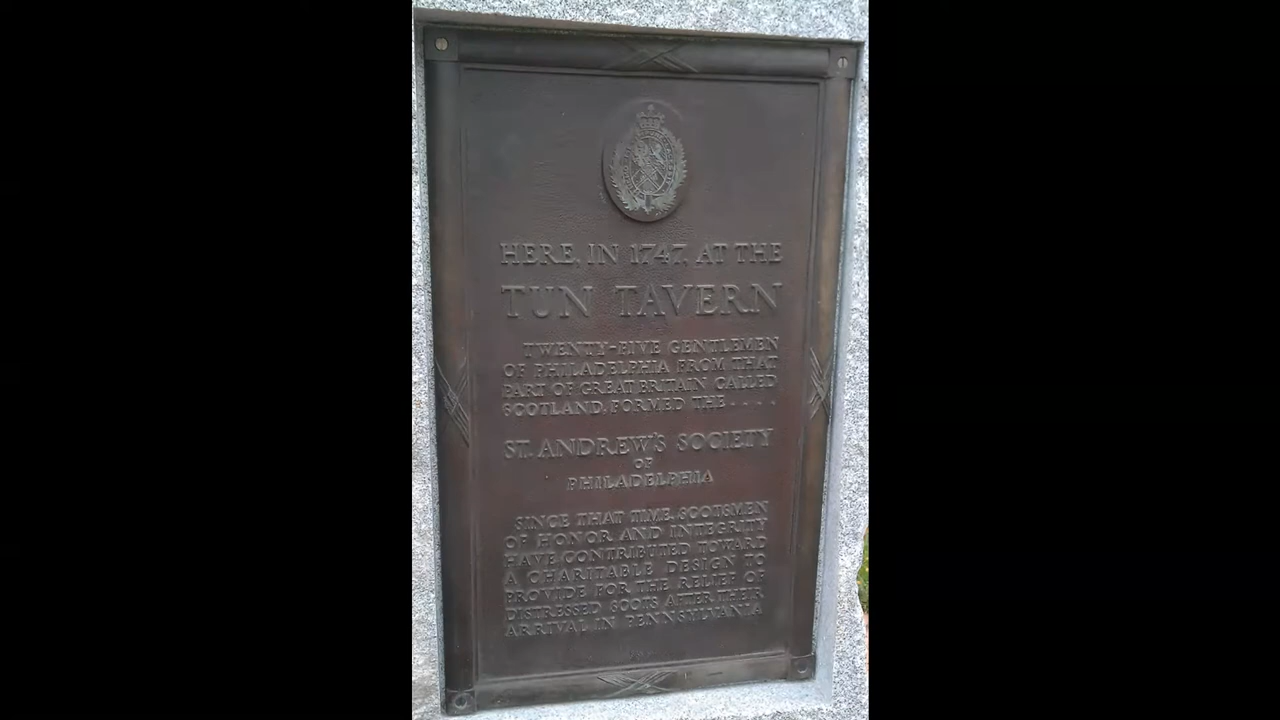 HERE, IN 1747, AT THE
TUN TAVERN
TWENTY-FIVE GENTLEMEN
OF PHILADELPHIA FROM THAT
PART OF GREAT BRITAIN CALLED
SCOTLAND, FORMED THE ····
ST. ANDREW'S SOCIETY
OF
PHILADELPHIA
SINCE THAT TIME, SCOTSMEN
OF HONOR AND INTEGRITY
HAVE CONTRIBUTED TOWARD
A CHARITABLE DESIGN TO
PROVIDE FOR THE RELIEF OF
DISTRESSED SCOTS AFTER THEIR
ARRIVAL IN PENNSYLVANIA